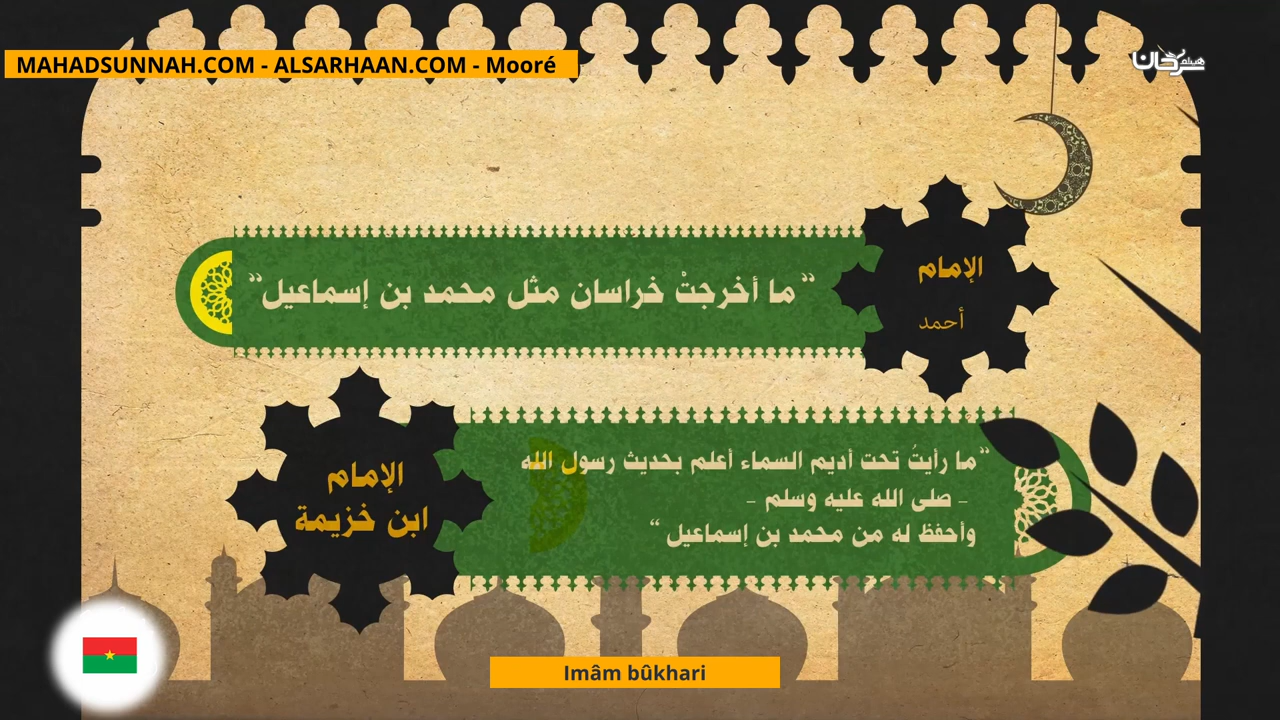 MAHADSUNNAH.COM - ALSARHAAN.COM - Mooré
سرحان
الإمام
أحمد
”ما أخرجتْ خراسان مثل محمد بن إسماعيل”
الإمام
ابن خزيمة
”ما رأيتُ تحت أديم السماء أعلم بحديث رسول الله
– صلى الله عليه وسلم –
وأحفظ له من محمد بن إسماعيل“
Imâm bûkhari